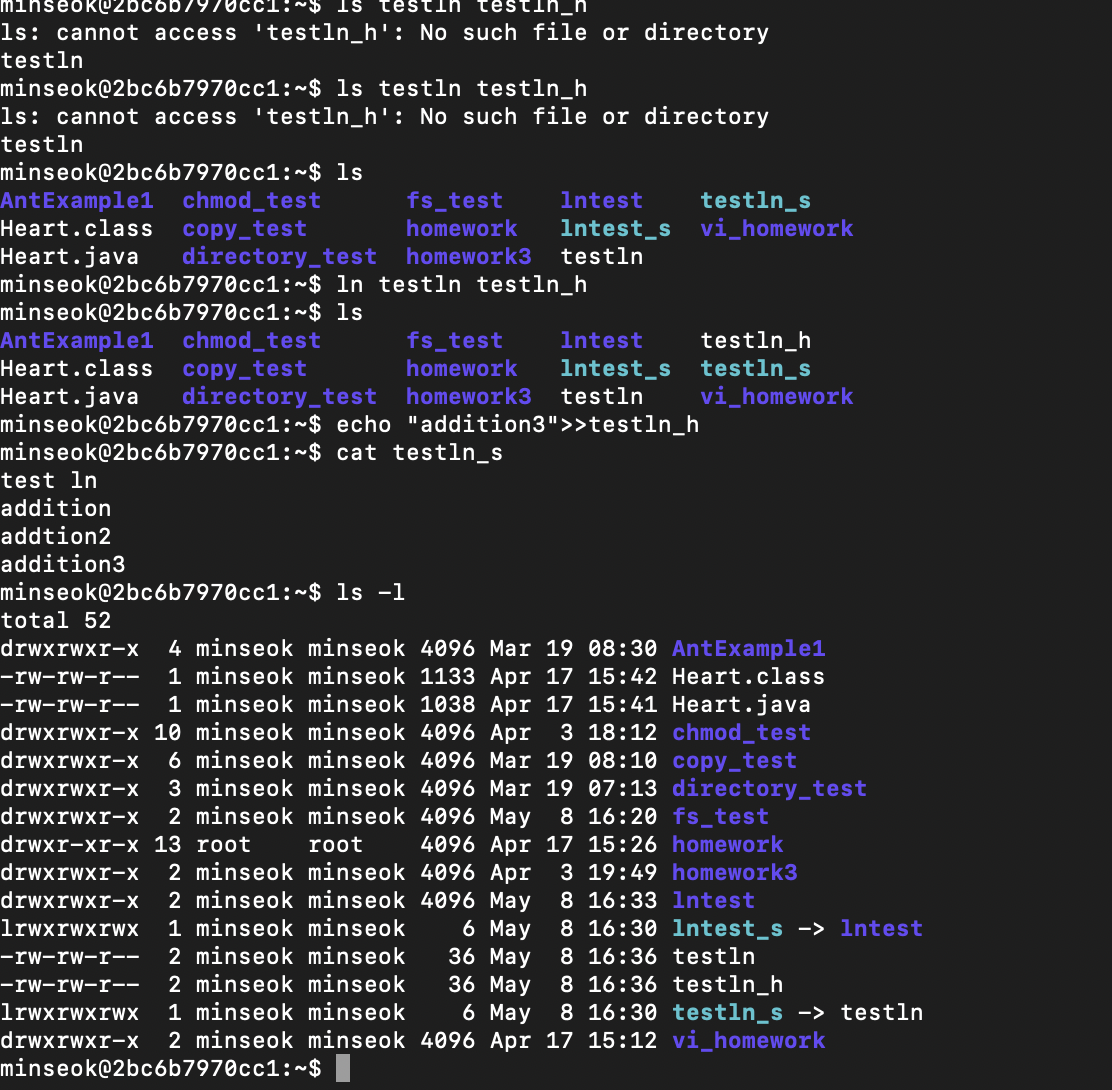 minseok@2bc6b7970cc1:~$ ls testln testln_h
ls: cannot access 'testln_h': No such file or directory
testln
minseok@2bc6b7970cc1:~$ ls testln testln_h
ls: cannot access 'testln_h': No such file or directory
testln
minseok@2bc6b7970cc1:~$ ls
AntExample1  chmod_test      fs_test    lntest    testln_s
Heart.class  copy_test       homework   lntest_s  vi_homework
Heart.java   directory_test  homework3  testln
minseok@2bc6b7970cc1:~$ ln testln testln_h
minseok@2bc6b7970cc1:~$ ls
AntExample1  chmod_test      fs_test    lntest    testln_h
Heart.class  copy_test       homework   lntest_s  testln_s
Heart.java   directory_test  homework3  testln    vi_homework
minseok@2bc6b7970cc1:~$ echo "addition3">>testln_h
minseok@2bc6b7970cc1:~$ cat testln_s
test ln
addition
addtion2
addition3
minseok@2bc6b7970cc1:~$ ls -l
total 52
drwxrwxr-x  4 minseok minseok 4096 Mar 19 08:30 AntExample1
-rw-rw-r--  1 minseok minseok 1133 Apr 17 15:42 Heart.class
-rw-rw-r--  1 minseok minseok 1038 Apr 17 15:41 Heart.java
drwxrwxr-x 10 minseok minseok 4096 Apr  3 18:12 chmod_test
drwxrwxr-x  6 minseok minseok 4096 Mar 19 08:10 copy_test
drwxrwxr-x  3 minseok minseok 4096 Mar 19 07:13 directory_test
drwxrwxr-x  2 minseok minseok 4096 May  8 16:20 fs_test
drwxr-xr-x 13 root    root    4096 Apr 17 15:26 homework
drwxrwxr-x  2 minseok minseok 4096 Apr  3 19:49 homework3
drwxrwxr-x  2 minseok minseok 4096 May  8 16:33 lntest
lrwxrwxrwx  1 minseok minseok    6 May  8 16:30 lntest_s -> lntest
-rw-rw-r--  2 minseok minseok   36 May  8 16:36 testln
-rw-rw-r--  2 minseok minseok   36 May  8 16:36 testln_h
lrwxrwxrwx  1 minseok minseok    6 May  8 16:30 testln_s -> testln
drwxrwxr-x  2 minseok minseok 4096 Apr 17 15:12 vi_homework
minseok@2bc6b7970cc1:~$